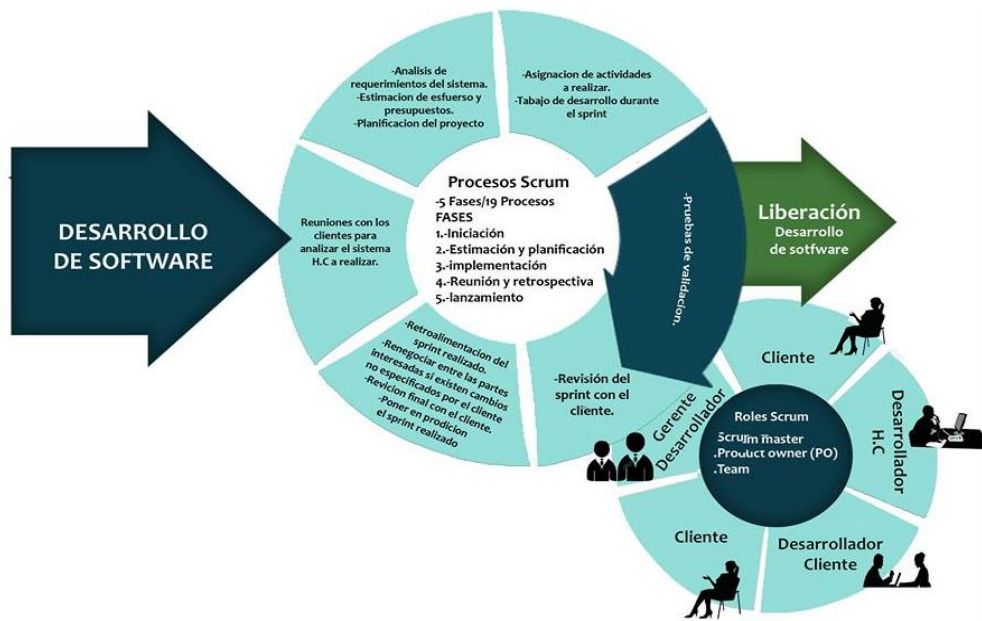 DESARROLLO
DE SOFTWARE
Reuniones con los
clientes para
analizar el sistema
H.C a realizar.
-Analisis de
requerimientos del sistema.
-Estimacion de esfuerso y
presupuestos.
-Planificacion del proyecto
-Asignacion de actividades
a realizar.
-Tabajo de desarrollo durante
el sprint
-Pruebas de validacion.
-Revisión del
sprint con el
cliente.
-Retroalimentacion del
sprint realizado.
-Renegociar entre las partes
interesadas si existen cambios
no especificados por el cliente
-Revicion final con el cliente.
-Poner en prodicion
el sprint realizado
Procesos Scrum
-5 Fases/19 Procesos
FASES
1.-Iniciación
2.-Estimación y planificación
3.-implementación
4.-Reunión y retrospectiva
5.-lanzamiento
Liberación
Desarrollo
de sotfware
Cliente
Desarrollador
H.C
Desarrollador
Cliente
Cliente
Gerente
Desarrollador
Roles Scrum
master
.Product owner (PO)
.Team